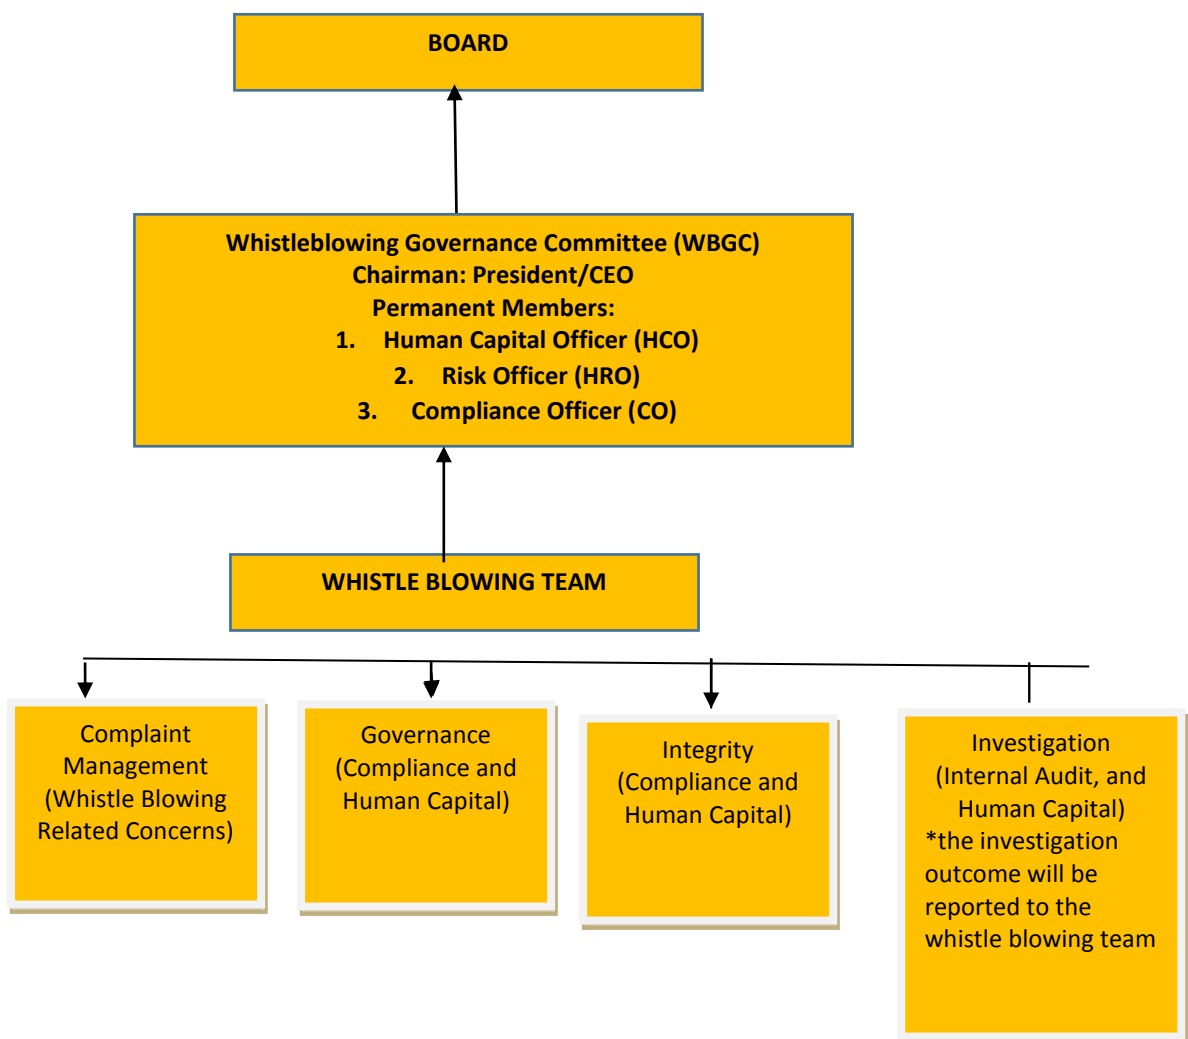 BOARD
Whistleblowing Governance Committee (WBGC)
Chairman: President/CEO
Permanent Members:
1. Human Capital Officer (HCO)
2. Risk Officer (HRO)
3. Compliance Officer (CO)
WHISTLE BLOWING TEAM
Complaint
Management
(Whistle Blowing
Related Concerns)
Governance
(Compliance and
Human Capital)
Integrity
(Compliance and
Human Capital)
Investigation
(Internal Audit, and
Human Capital)
*the investigation
outcome will be
reported to the
whistle blowing team